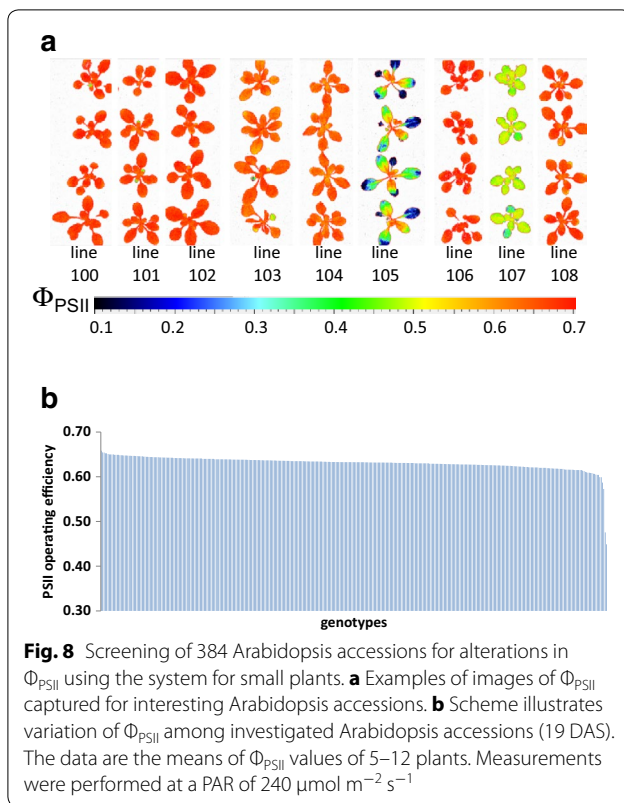 a
line line line line line line line line line
100 101 102 103 104 105 106 107 108
ΦPSII
0.1 0.2 0.3 0.4 0.5 0.6 0.7
b
0.70
0.60
0.50
0.40
0.30
PSII operating efficiency
genotypes
Fig. 8 Screening of 384 Arabidopsis accessions for alterations in
ΦPSII using the system for small plants. a Examples of images of ΦPSII
captured for interesting Arabidopsis accessions. b Scheme illustrates
variation of ΦPSII among investigated Arabidopsis accessions (19 DAS).
The data are the means of ΦPSII values of 5–12 plants. Measurements
were performed at a PAR of 240 μmol m−2 s−1